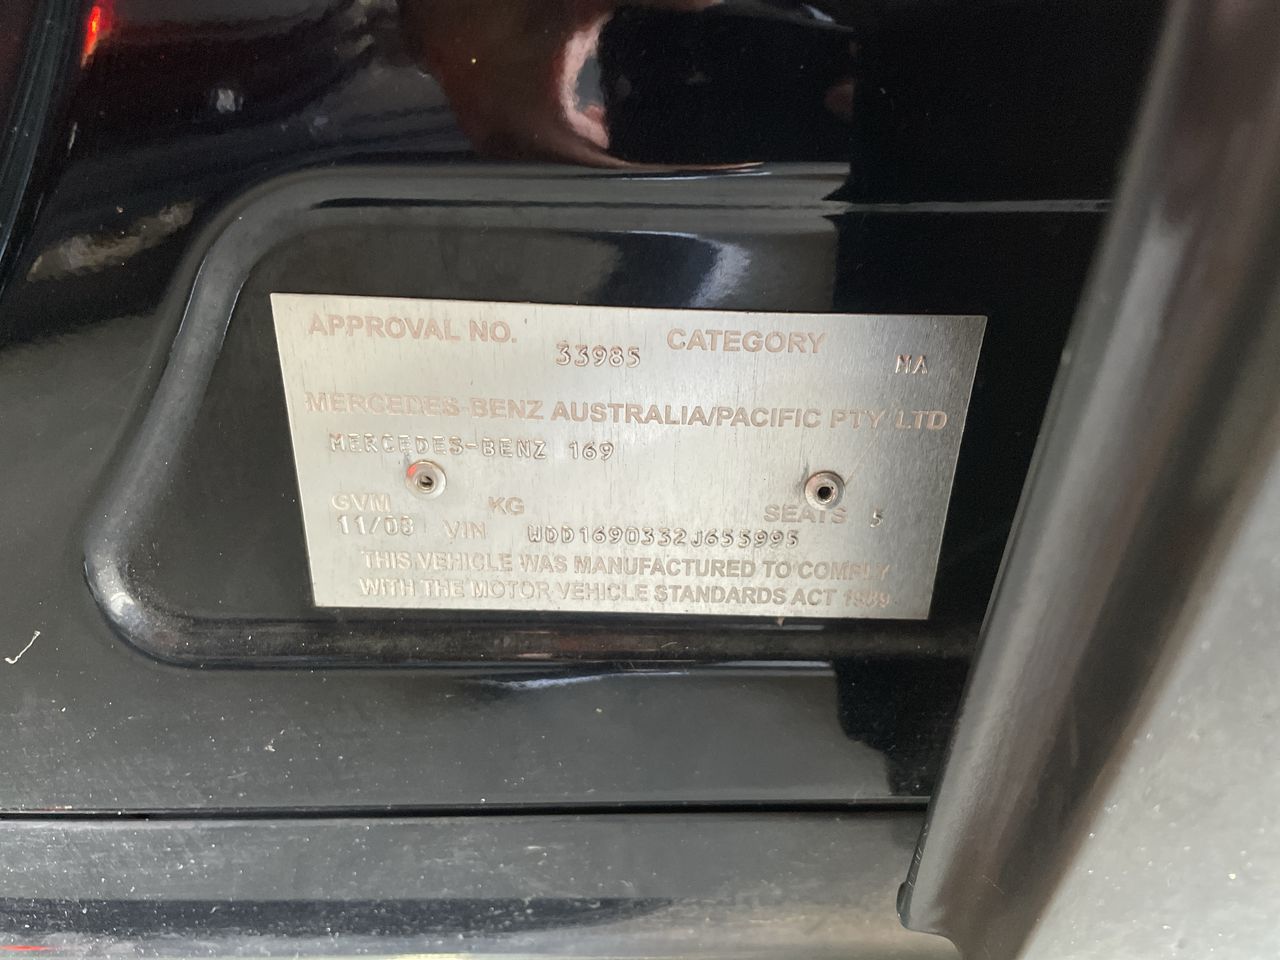 APPROVAL NO. 33985 CATEGORY MA
MERCEDES-BENZ AUSTRALIA/PACIFIC PTY LTD
MERCEDES-BENZ 169
GVM KG SEATS 5
11/08 VIN WDD1690332J655995
THIS VEHICLE WAS MANUFACTURED TO COMPLY
WITH THE MOTOR VEHICLE STANDARDS ACT 1989